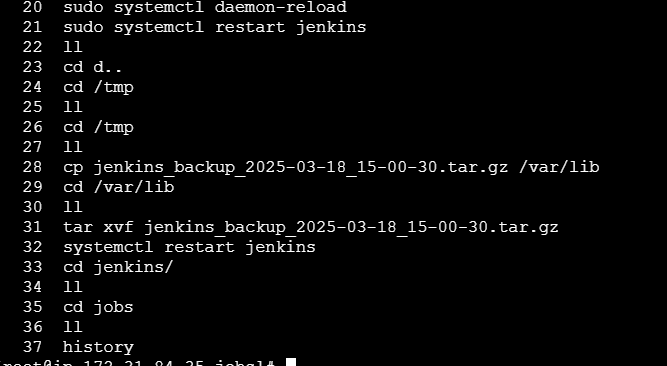 20 sudo systemctl daemon-reload
21 sudo systemctl restart jenkins
22 ll
23 cd d..
24 cd /tmp
25 ll
26 cd /tmp
27 ll
28 cp jenkins_backup_2025-03-18_15-00-30.tar.gz /var/lib
29 cd /var/lib
30 ll
31 tar xvf jenkins_backup_2025-03-18_15-00-30.tar.gz
32 systemctl restart jenkins
33 cd jenkins/
34 ll
35 cd jobs
36 ll
37 history
[root@ip-172-31-84-35 jobs]#